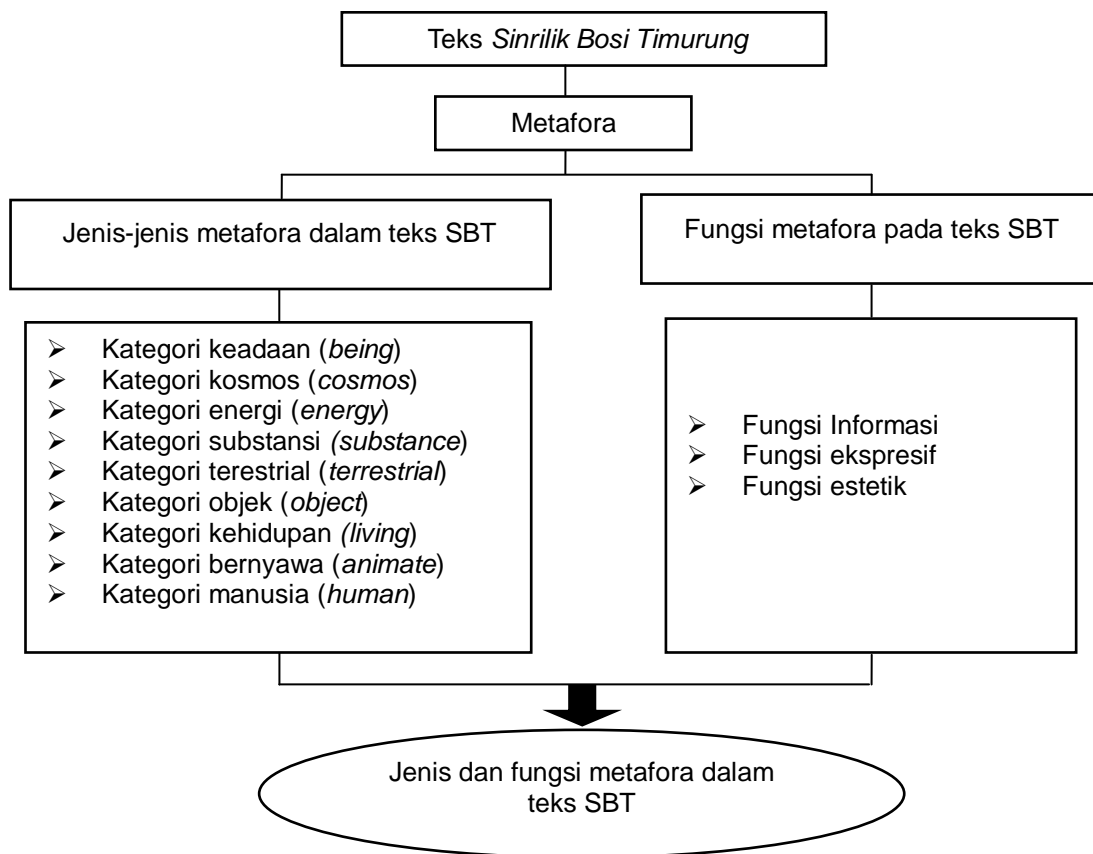 Teks Sinrilik Bosi Timurung
Metafora
Jenis-jenis metafora dalam teks SBT
Fungsi metafora pada teks SBT
➢ Kategori keadaan (being)
➢ Kategori kosmos (cosmos)
➢ Kategori energi (energy)
➢ Kategori substansi (substance)
➢ Kategori terestrial (terrestrial)
➢ Kategori objek (object)
➢ Kategori kehidupan (living)
➢ Kategori bernyawa (animate)
➢ Kategori manusia (human)
➢ Fungsi Informasi
➢ Fungsi ekspresif
➢ Fungsi estetik
Jenis dan fungsi metafora dalam
teks SBT